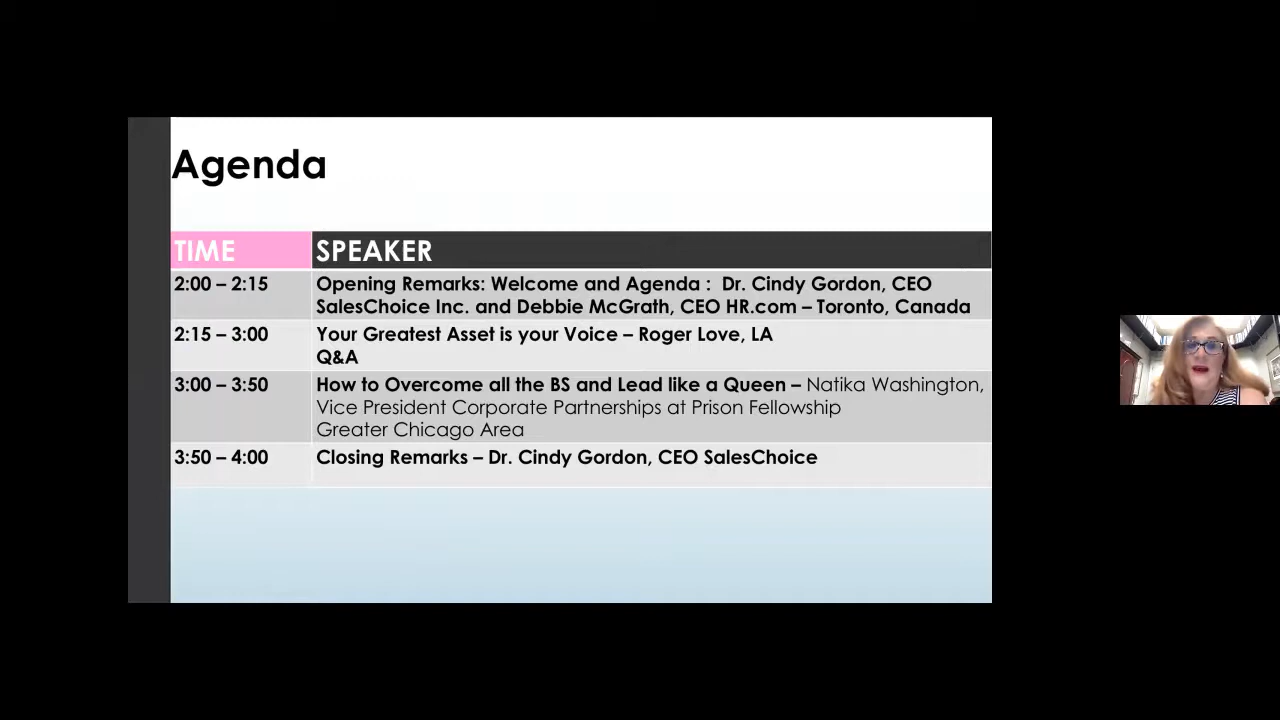 Agenda
TIME
SPEAKER
2:00 – 2:15
Opening Remarks: Welcome and Agenda :  Dr. Cindy Gordon, CEO
SalesChoice Inc. and Debbie McGrath, CEO HR.com – Toronto, Canada
2:15 – 3:00
Your Greatest Asset is your Voice – Roger Love, LA
Q&A
3:00 – 3:50
How to Overcome all the BS and Lead like a Queen – Natika Washington,
Vice President Corporate Partnerships at Prison Fellowship
Greater Chicago Area
3:50 – 4:00
Closing Remarks – Dr. Cindy Gordon, CEO SalesChoice